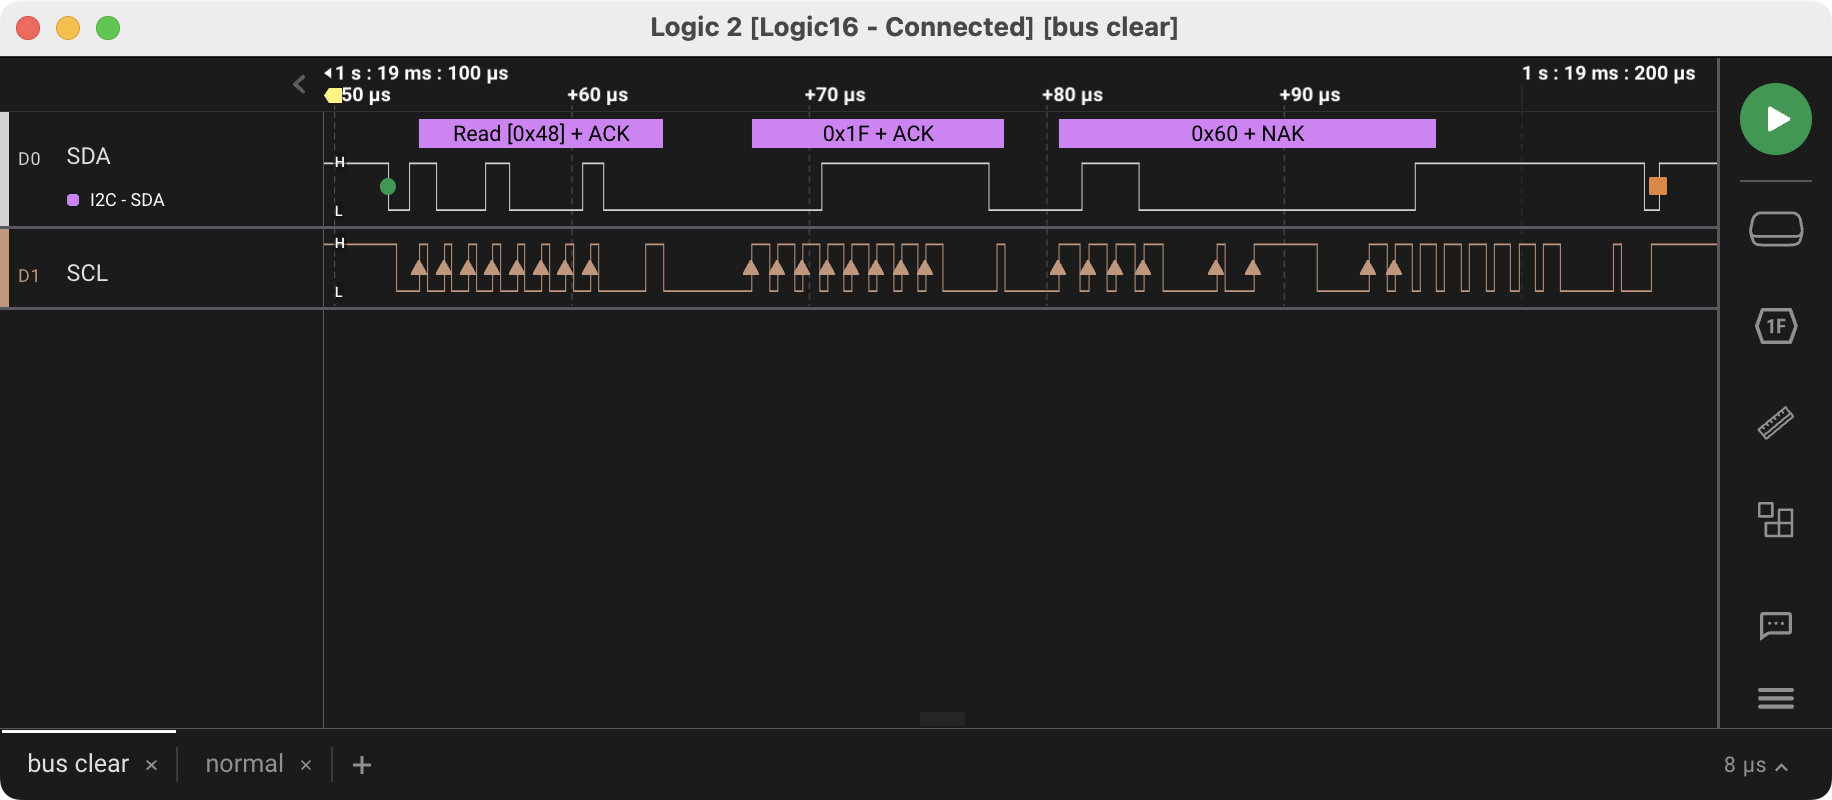 Logic 2 [Logic16 - Connected] [bus clear]
1 s : 19 ms : 100 µs
1 s : 19 ms : 200 µs
50 µs
+60 µs
+70 µs
+80 µs
+90 µs
Read [0x48] + ACK
0x1F + ACK
0x60 + NAK
D0
SDA
H
I2C - SDA
L
H
D1
SCL
L
1F
bus clear
normal
8 µs